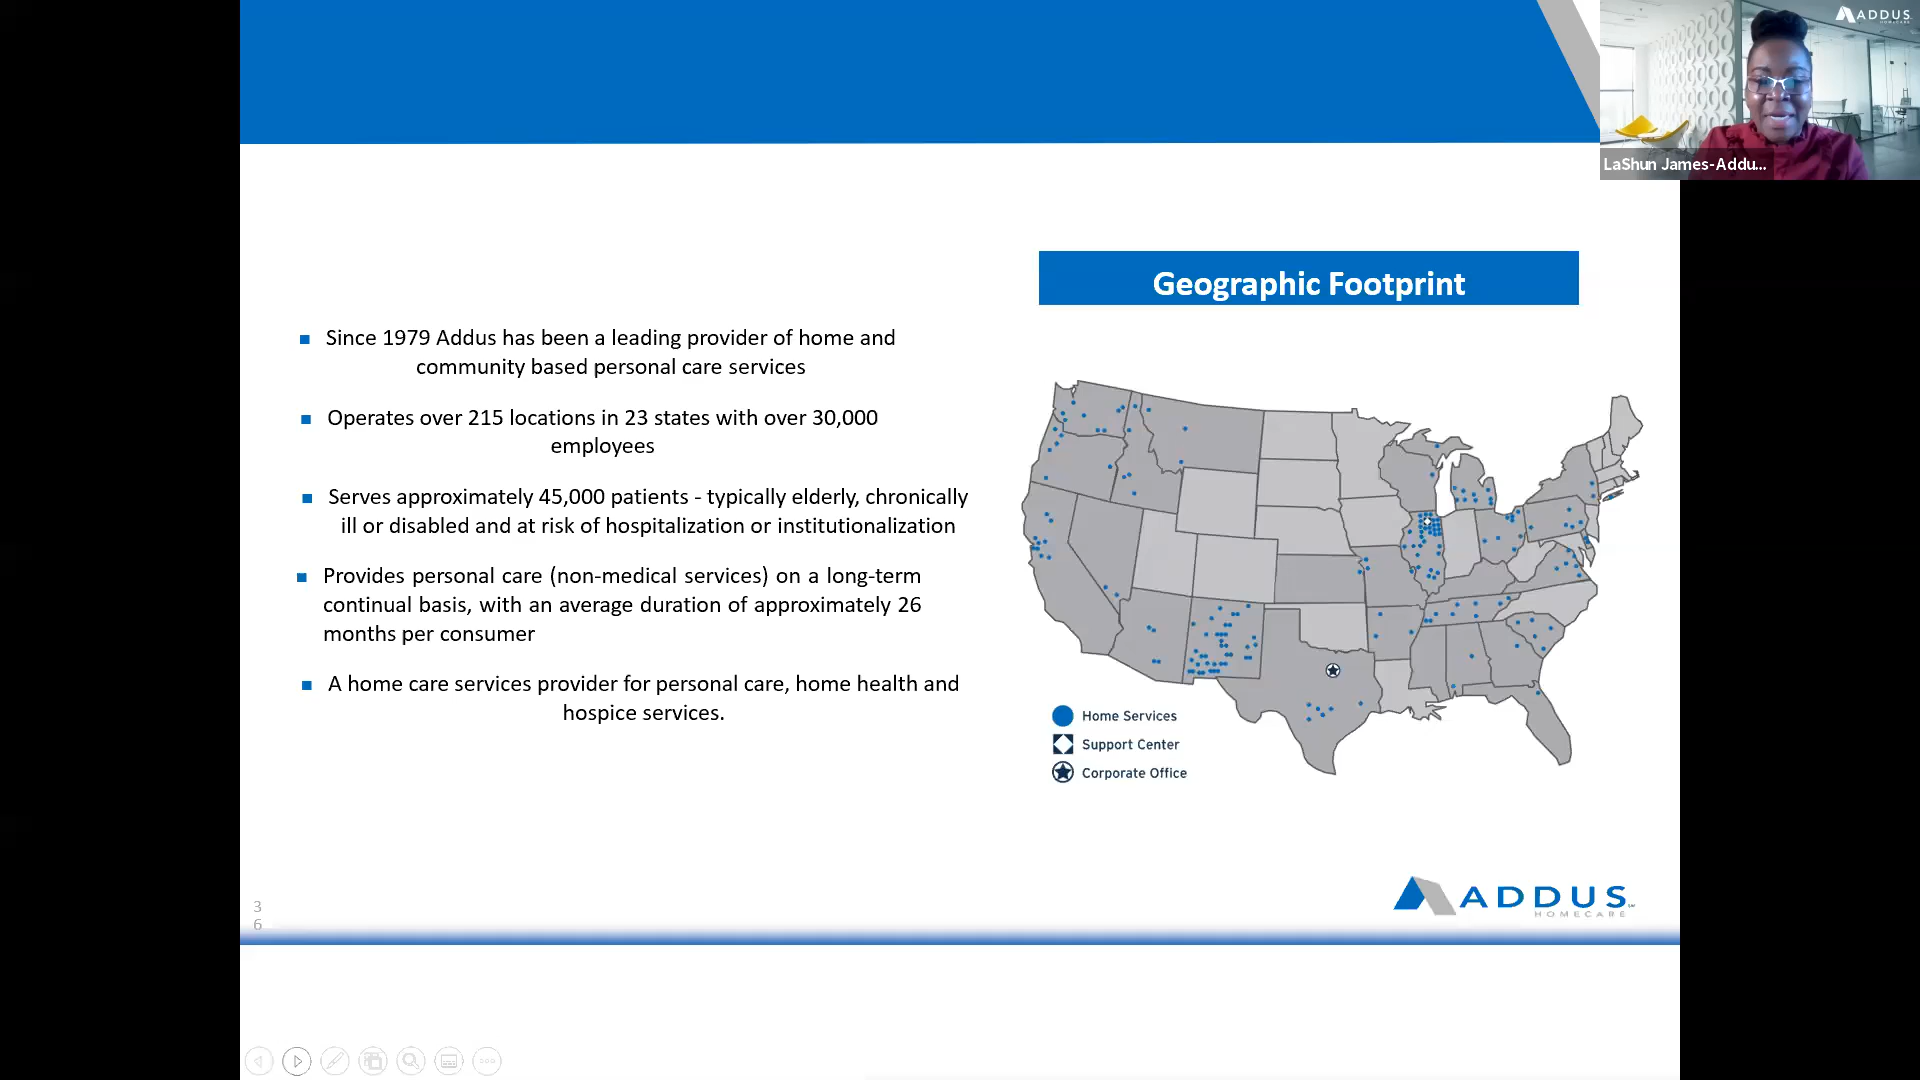 ADDUS
HOMECARE
LaShun James-Addu...
Geographic Footprint
Since 1979 Addus has been a leading provider of home and
community based personal care services
Operates over 215 locations in 23 states with over 30,000
employees
Serves approximately 45,000 patients - typically elderly, chronically
ill or disabled and at risk of hospitalization or institutionalization
Provides personal care (non-medical services) on a long-term
continual basis, with an average duration of approximately 26
months per consumer
A home care services provider for personal care, home health and
hospice services.
Home Services
Support Center
Corporate Office
ADDUS
HOMECARE
3
6